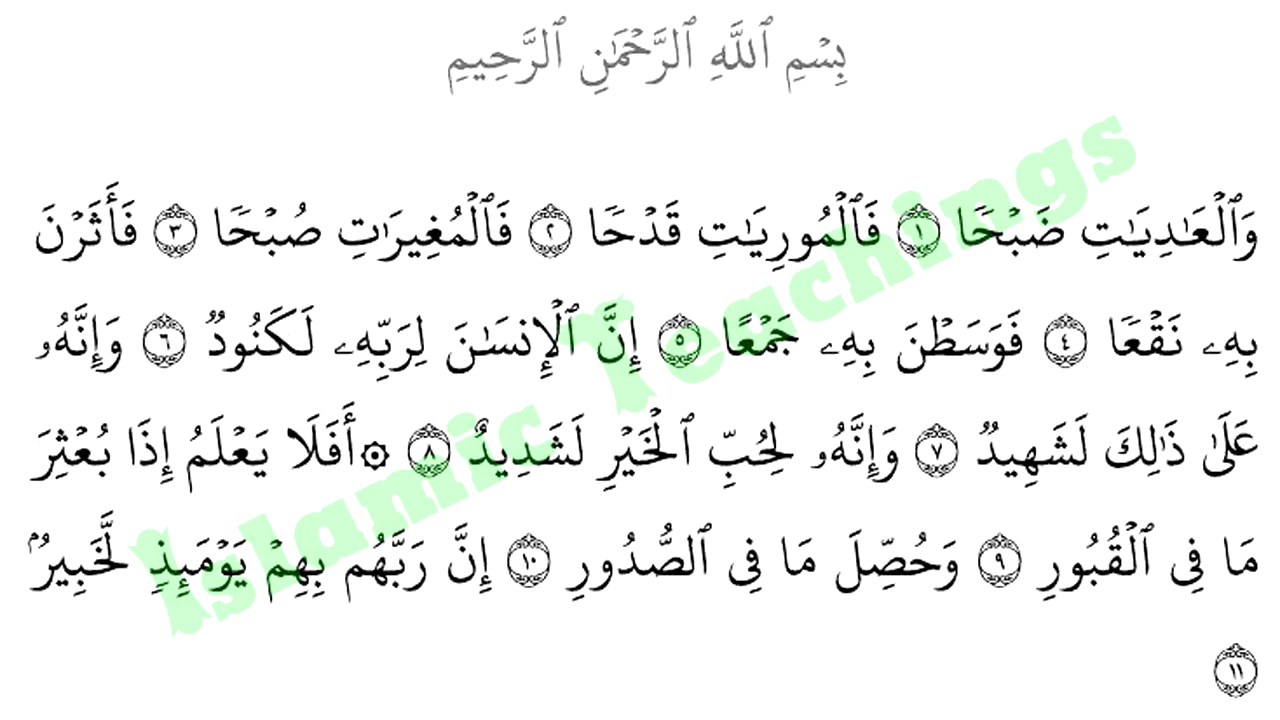 بِسْمِ ٱللَّهِ ٱلرَّحْمَٰنِ ٱلرَّحِيمِ
وَٱلْعَٰدِيَٰتِ ضَبْحًا ١ فَٱلْمُورِيَٰتِ قَدْحًا ٢ فَٱلْمُغِيرَٰتِ صُبْحًا ٣ فَأَثَرْنَ
بِهِۦ نَقْعًا ٤ فَوَسَطْنَ بِهِۦ جَمْعًا ٥ إِنَّ ٱلْإِنسَٰنَ لِرَبِّهِۦ لَكَنُودٌ ٦ وَإِنَّهُۥ
عَلَىٰ ذَٰلِكَ لَشَهِيدٌ ٧ وَإِنَّهُۥ لِحُبِّ ٱلْخَيْرِ لَشَدِيدٌ ٨ ۞أَفَلَا يَعْلَمُ إِذَا بُعْثِرَ
مَا فِى ٱلْقُبُورِ ٩ وَحُصِّلَ مَا فِى ٱلصُّدُورِ ١٠ إِنَّ رَبَّهُم بِهِمْ يَوْمَئِذٍ لَّخَبِيرٌۢ
١١
Islamic Teachings